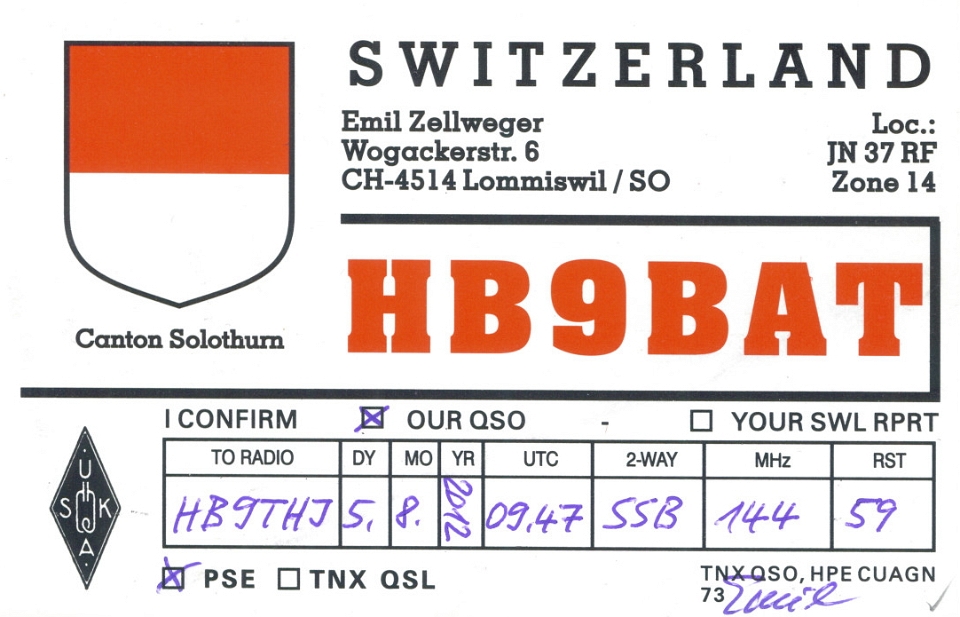 SWITZERLAND
Emil Zellweger
Wogackerstr. 6
CH-4514 Lommiswil / SO
Loc.:
JN 37 RF
Zone 14
HB9BAT
Canton Solothurn
I CONFIRM OUR QSO - YOUR SWL RPRT
TO RADIO DY MO YR UTC 2-WAY MHz RST
HB9THJ 5. 8. 2012 09.47 SSB 144 59
USKA
PSE TNX QSL
TNX QSO, HPE CUAGN
73 Emil